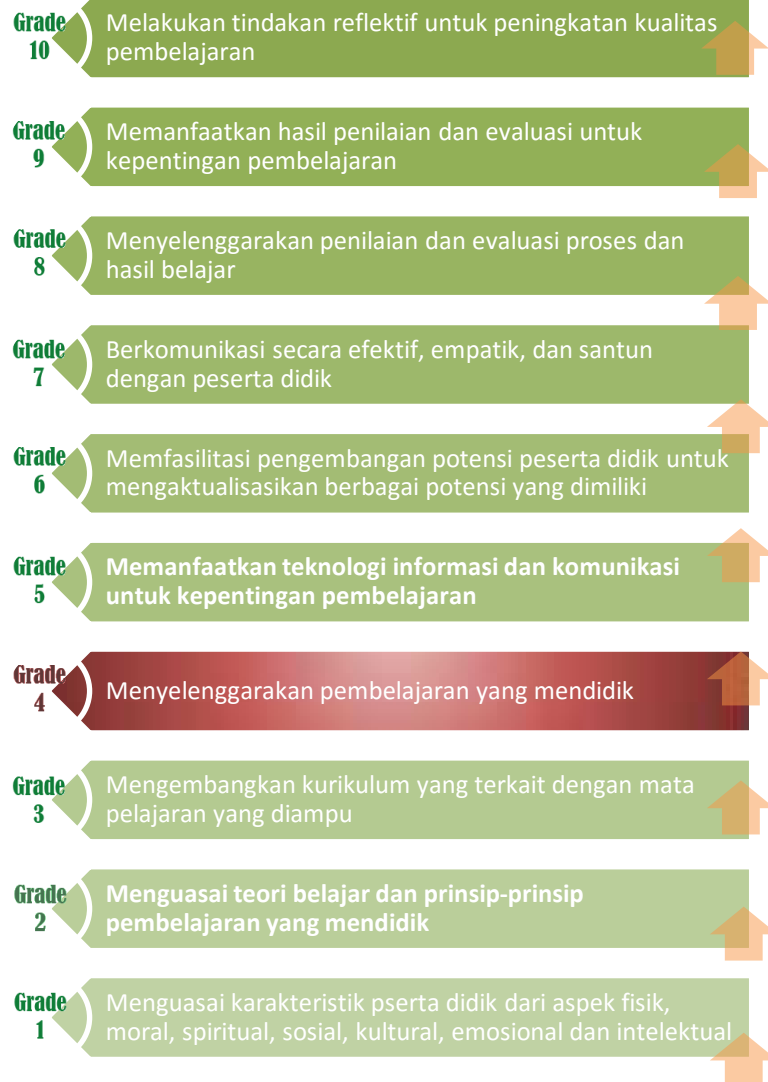 Grade
10
Melakukan tindakan reflektif untuk peningkatan kualitas
pembelajaran
Grade
9
Memanfaatkan hasil penilaian dan evaluasi untuk
kepentingan pembelajaran
Grade
8
Menyelenggarakan penilaian dan evaluasi proses dan
hasil belajar
Grade
7
Berkomunikasi secara efektif, empatik, dan santun
dengan peserta didik
Grade
6
Memfasilitasi pengembangan potensi peserta didik untuk
mengaktualisasikan berbagai potensi yang dimiliki
Grade
5
Memanfaatkan teknologi informasi dan komunikasi
untuk kepentingan pembelajaran
Grade
4
Menyelenggarakan pembelajaran yang mendidik
Grade
3
Mengembangkan kurikulum yang terkait dengan mata
pelajaran yang diampu
Grade
2
Menguasai teori belajar dan prinsip-prinsip
pembelajaran yang mendidik
Grade
1
Menguasai karakteristik pserta didik dari aspek fisik,
moral, spiritual, sosial, kultural, emosional dan intelektual